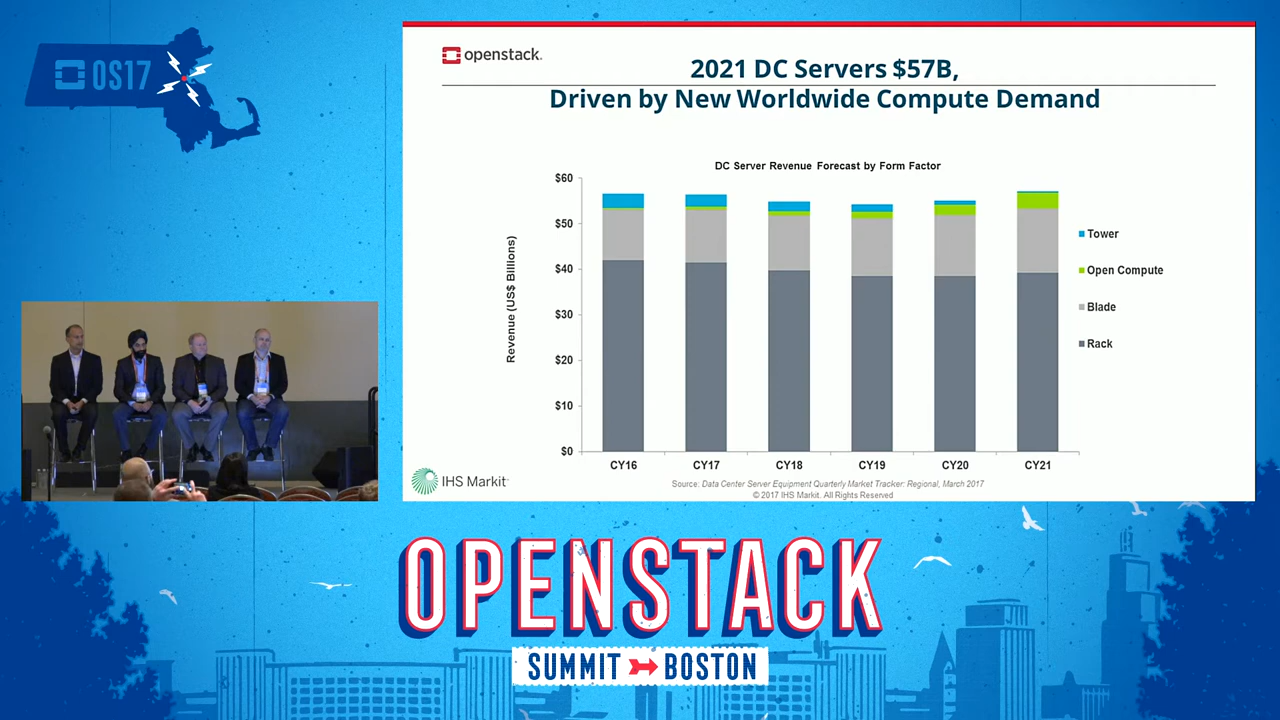 OS17
openstack.
2021 DC Servers $57B,
Driven by New Worldwide Compute Demand
DC Server Revenue Forecast by Form Factor
Revenue (US$ Billions)
$60
$50
$40
$30
$20
$10
$0
CY16 CY17 CY18 CY19 CY20 CY21
Tower
Open Compute
Blade
Rack
IHS Markit
Source: Data Center Server Equipment Quarterly Market Tracker: Regional, March 2017
© 2017 IHS Markit. All Rights Reserved
OPENSTACK
SUMMIT BOSTON